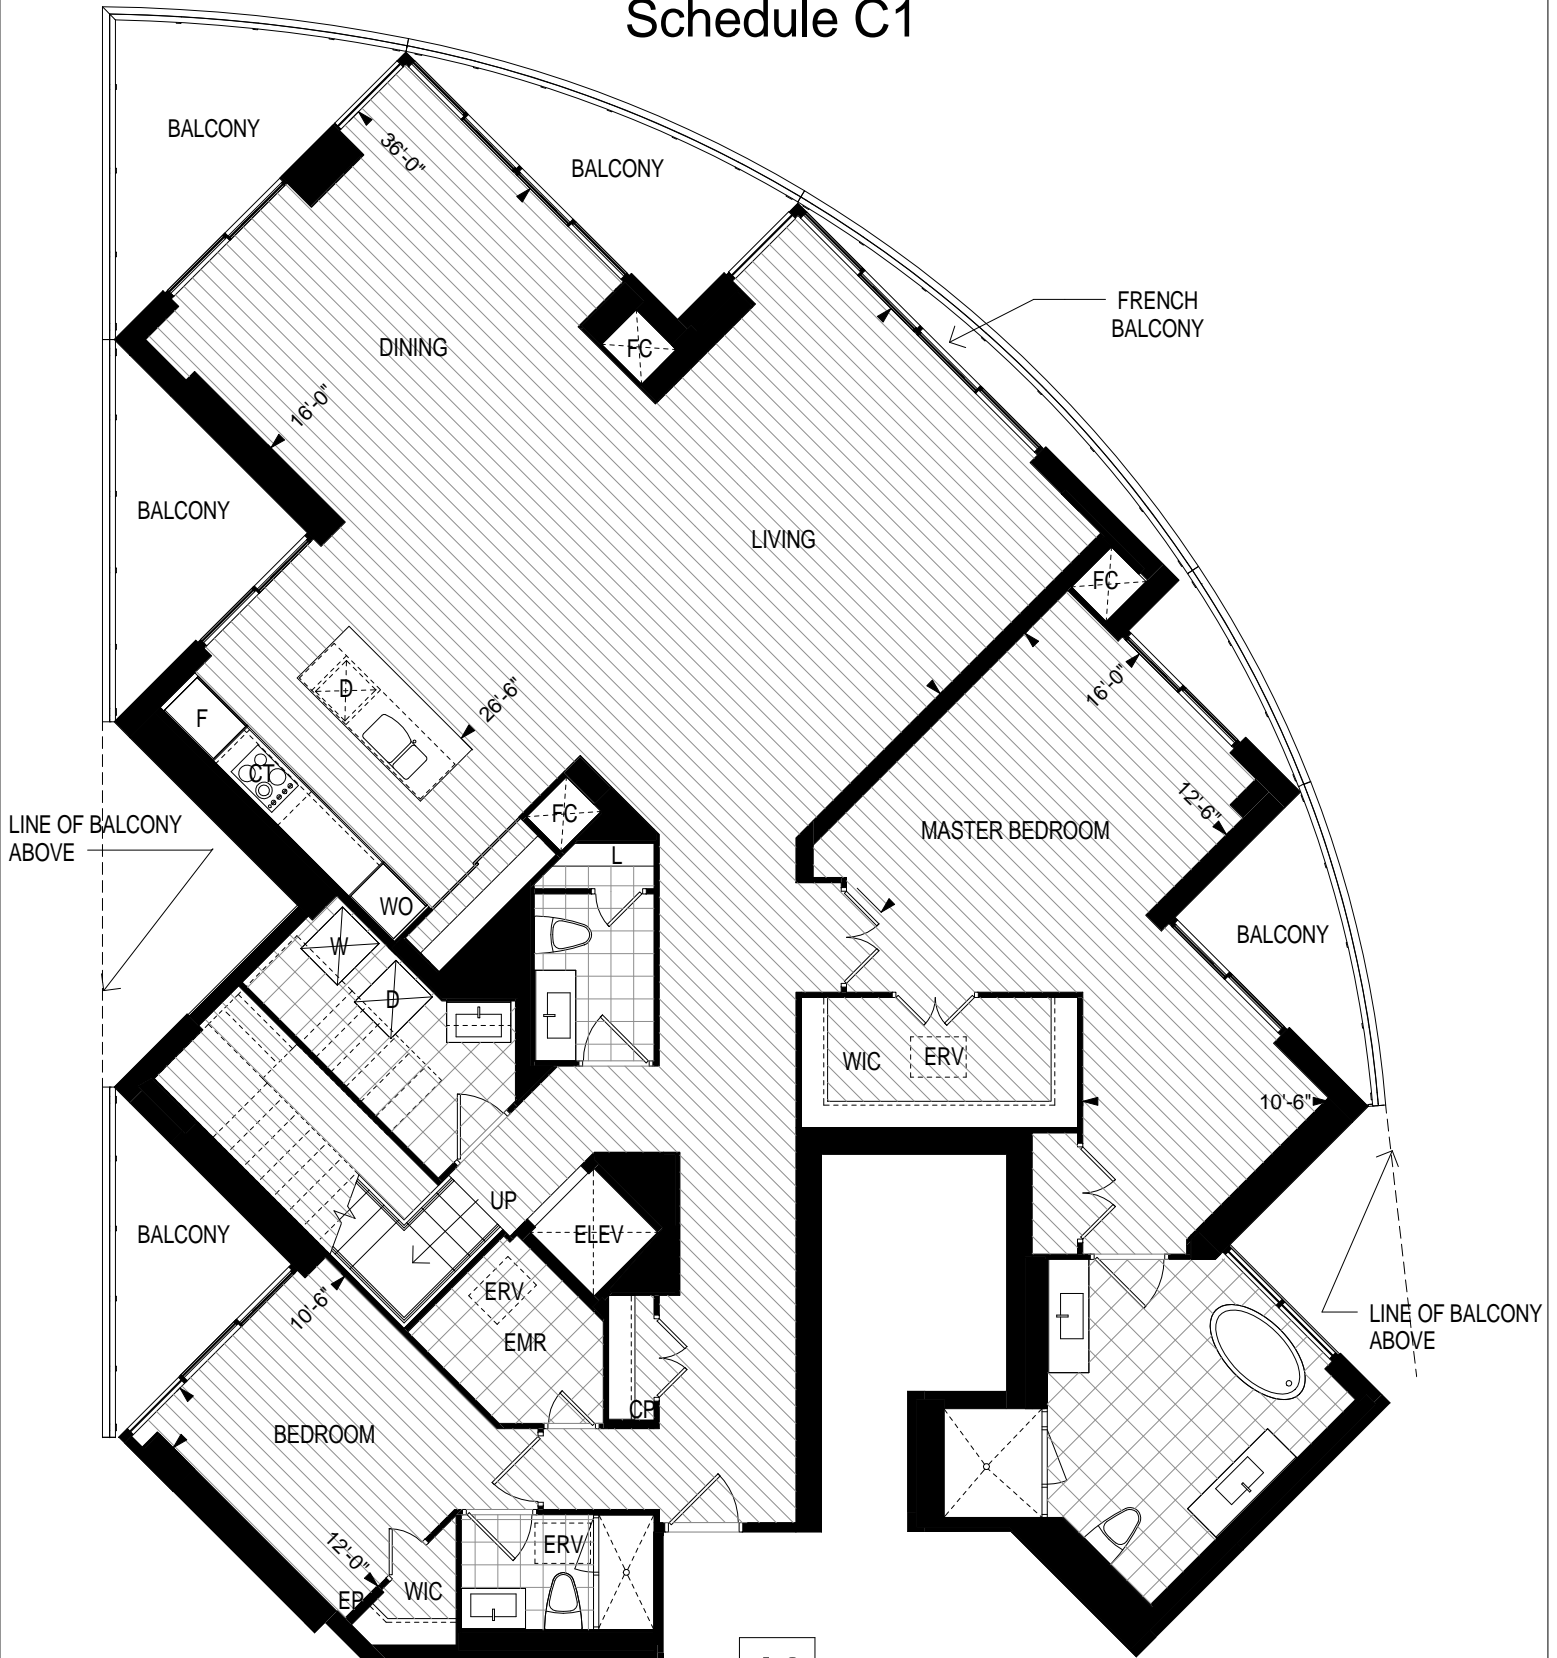 Schedule C1
BALCONY
36'-0"
BALCONY
FRENCH
BALCONY
DINING
FC
16'-0"
BALCONY
LIVING
FC
D
26'-6"
16'-0"
F
CT
12'-6"
FC
MASTER BEDROOM
LINE OF BALCONY
ABOVE
L
WO
W
BALCONY
D
WIC
ERV
10'-6"
UP
BALCONY
ELEV
ERV
10'-6"
EMR
LINE OF BALCONY
ABOVE
CP
BEDROOM
12'-0"
ERV
WIC
EP